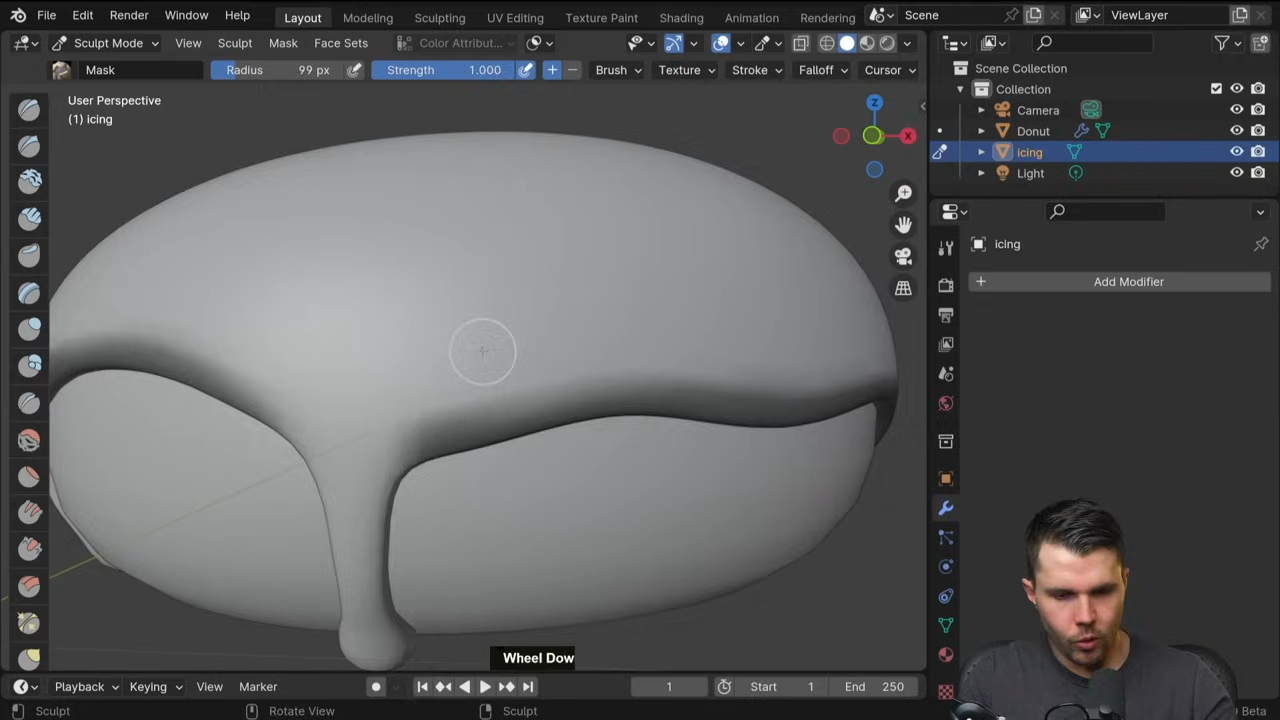 File Edit Render Window Help Layout Modeling Sculpting UV Editing Texture Paint Shading Animation Rendering Scene ViewLayer
Sculpt Mode View Sculpt Mask Face Sets Color Attribut...
Mask Radius 99 px Strength 1.000 Brush Texture Stroke Falloff Cursor
User Perspective
(1) icing
Z
X
Scene Collection
Collection
Camera
Donut
icing
Light
icing
Add Modifier
Wheel Dow
Playback Keying View Marker 1 Start 1 End 250
Sculpt Rotate View Sculpt Beta